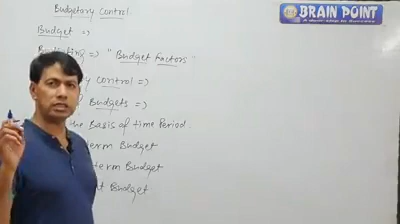 Budgetory Control
BRAIN POINT
Budget =>
=> "Budget Factors"
Control =>
Budgets =>
the Basis of time Period.
term Budget
term Budget
Budget